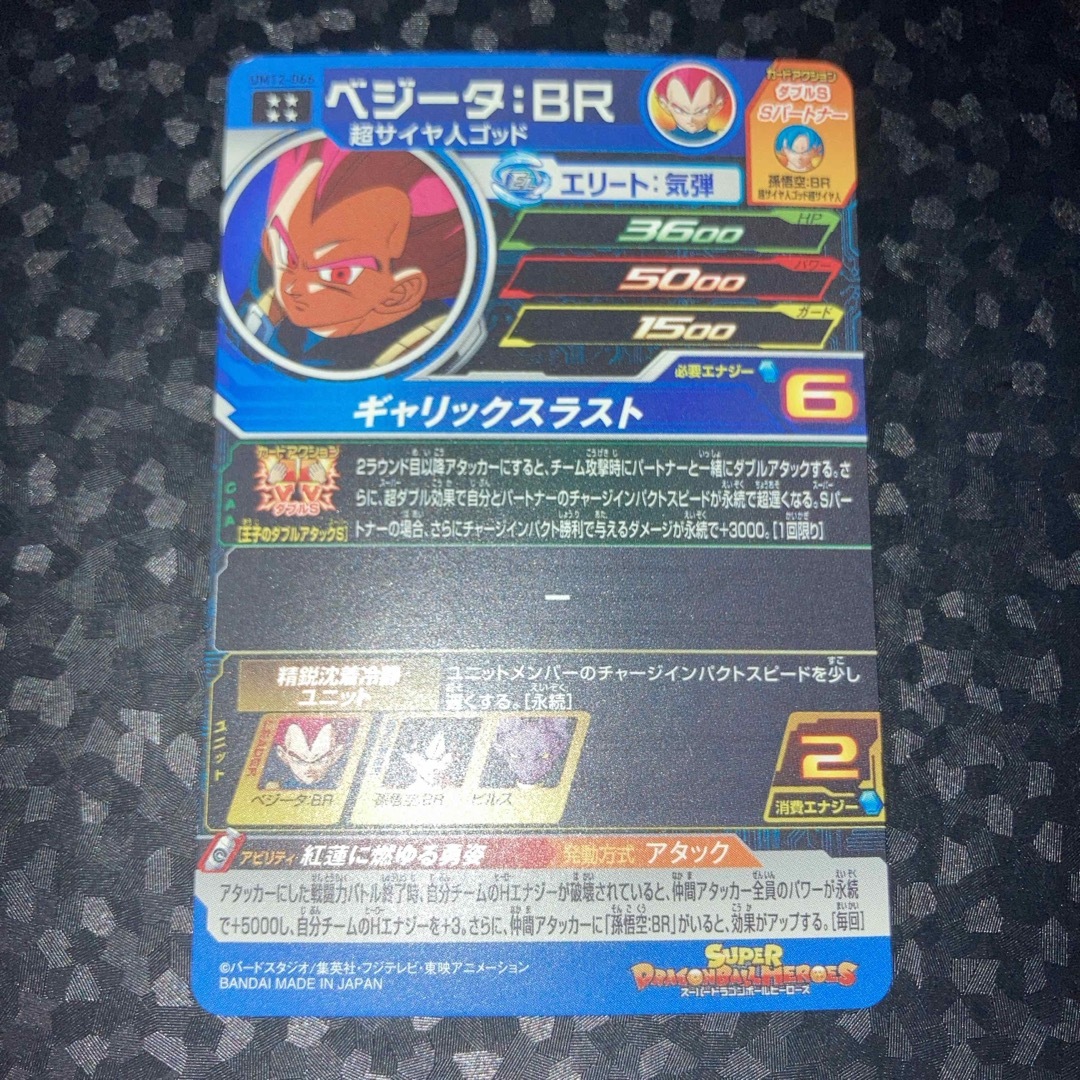 UM12-066
ベジータ:BR
超サイヤ人ゴッド
カードアクション
ダブルS
Sパートナー
孫悟空:BR
超サイヤ人ゴッド超サイヤ人
エリート:気弾
HP
3600
パワー
5000
ガード
1500
必要エナジー
6
ギャリックスラスト
CAA
カードアクション
ダブルS
[王子のダブルアタックS]
2ラウンド目以降アタッカーにすると、チーム攻撃時にパートナーと一緒にダブルアタックする。さ
らに、超ダブル効果で自分とパートナーのチャージインパクトスピードが永続で超遅くなる。Sパー
トナーの場合、さらにチャージインパクト勝利で与えるダメージが永続で+3000。[1回限り]
ー
ユニット
精鋭沈着冷静
ユニット
ユニットメンバーのチャージインパクトスピードを少し
遅くする。[永続]
LEADER
ベジータ:BR
孫悟空:BR
ビルス
2
消費エナジー
アビリティ 紅蓮に燃ゆる勇姿
発動方式 アタック
アタッカーにした戦闘力バトル終了時、自分チームのHエナジーが破壊されていると、仲間アタッカー全員のパワーが永続
で+5000し、自分チームのHエナジーを+3。さらに、仲間アタッカーに「孫悟空:BR」がいると、効果がアップする。[毎回]
©バードスタジオ/集英社・フジテレビ・東映アニメーション
BANDAI MADE IN JAPAN
SUPER
DRAGONBALL HEROES
スーパードラゴンボールヒーローズ